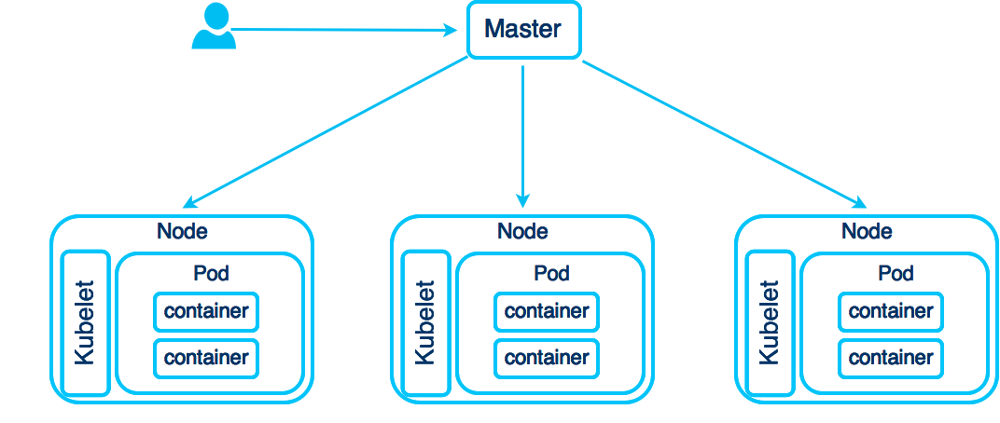 Master
Node
Kubelet
Pod
container
container
Node
Kubelet
Pod
container
container
Node
Kubelet
Pod
container
container